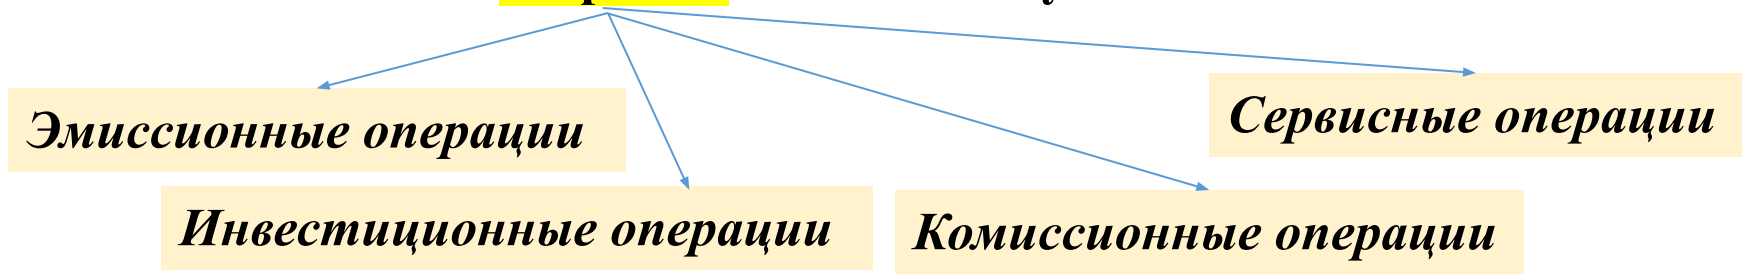 Эмиссионные операции
Сервисные операции
Инвестиционные операции
Комиссионные операции